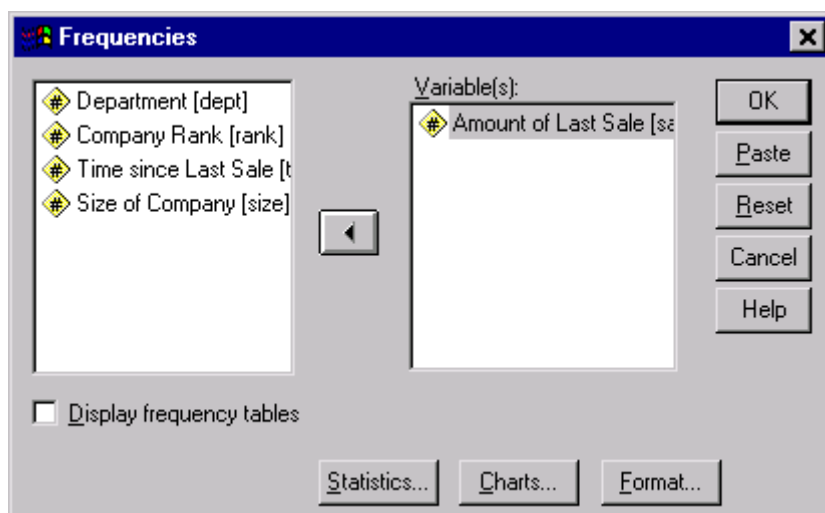 Frequencies
Department [dept]
Company Rank [rank]
Time since Last Sale [t
Size of Company [size]
Variable(s):
Amount of Last Sale [sa
OK
Paste
Reset
Cancel
Help
Display frequency tables
Statistics...
Charts...
Format...